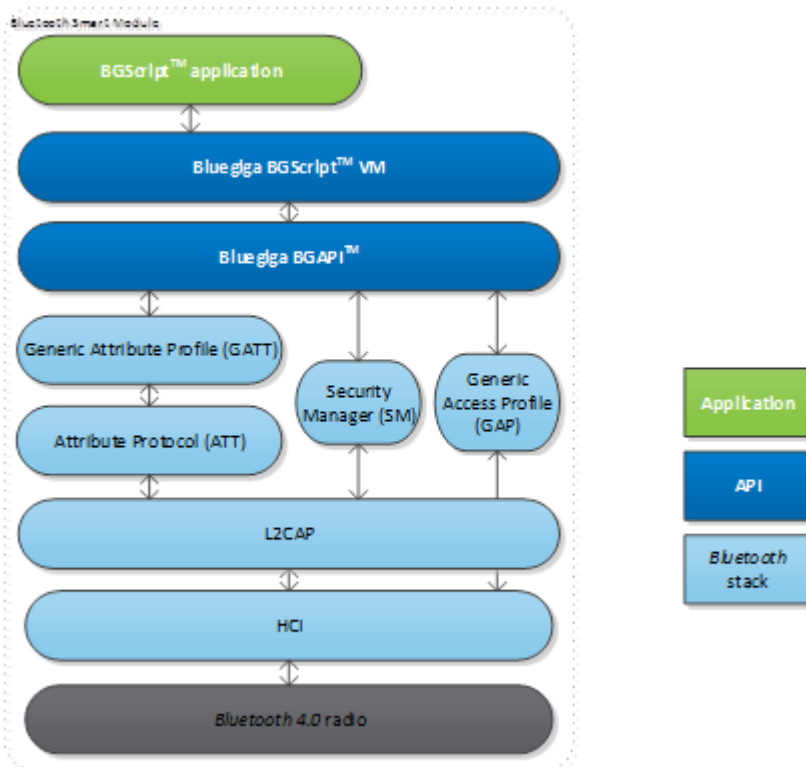 Bluetooth Smart Module
BGScript™ application
Bluegiga BGScript™ VM
Bluegiga BGAPI™
Generic Attribute Profile (GATT)
Attribute Protocol (ATT)
Security
Manager (SM)
Generic
Access Profile
(GAP)
L2CAP
HCI
Bluetooth 4.0 radio
Application
API
Bluetooth
stack